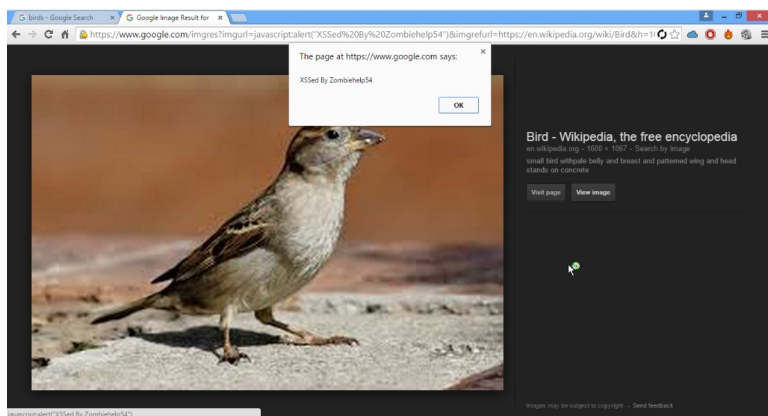 birds - Google Search
Google Image Result for
https://www.google.com/imgres?imgurl=javascript:alert("XSSed%20By%20Zombiehelp54")&imgrefurl=https://en.wikipedia.org/wiki/Bird&h=1
The page at https://www.google.com says:
XSSed By Zombiehelp54
OK
Bird - Wikipedia, the free encyclopedia
en.wikipedia.org - 1600 × 1067 - Search by image
small bird withpale belly and breast and patterned wing and head
stands on concrete
Visit page
View image
Images may be subject to copyright. - Send feedback
javascript:alert("XSSed By Zombiehelp54")